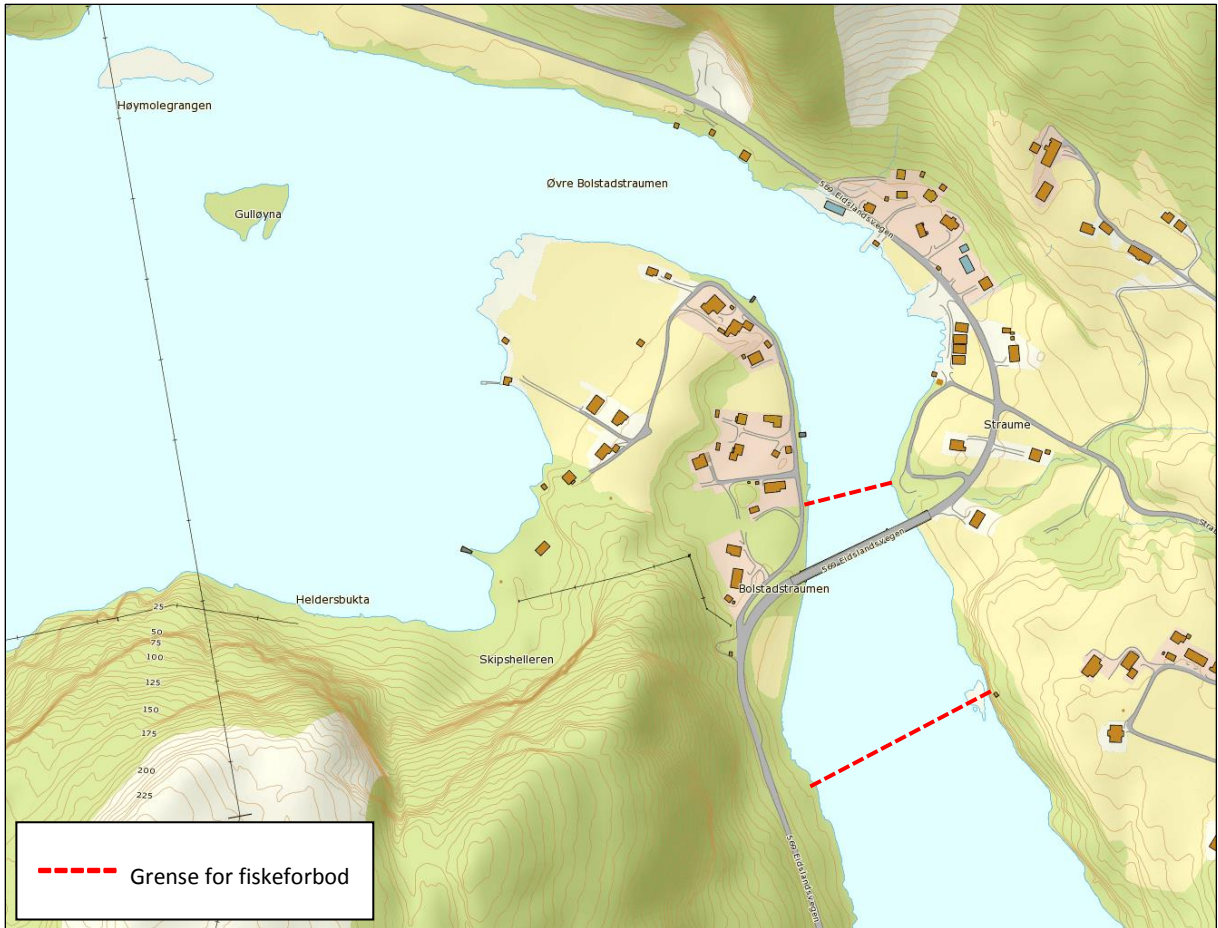 Høymolegrangen
Øvre Bolstadstraumen
Gulløyna
569 Eidslandsvegen
Straume
569 Eidslandsvegen
Bolstadstraumen
Heldersbukta
Skipshelleren
25
50
75
100
125
150
175
200
225
569 Eidslandsvegen
Grense for fiskeforbod